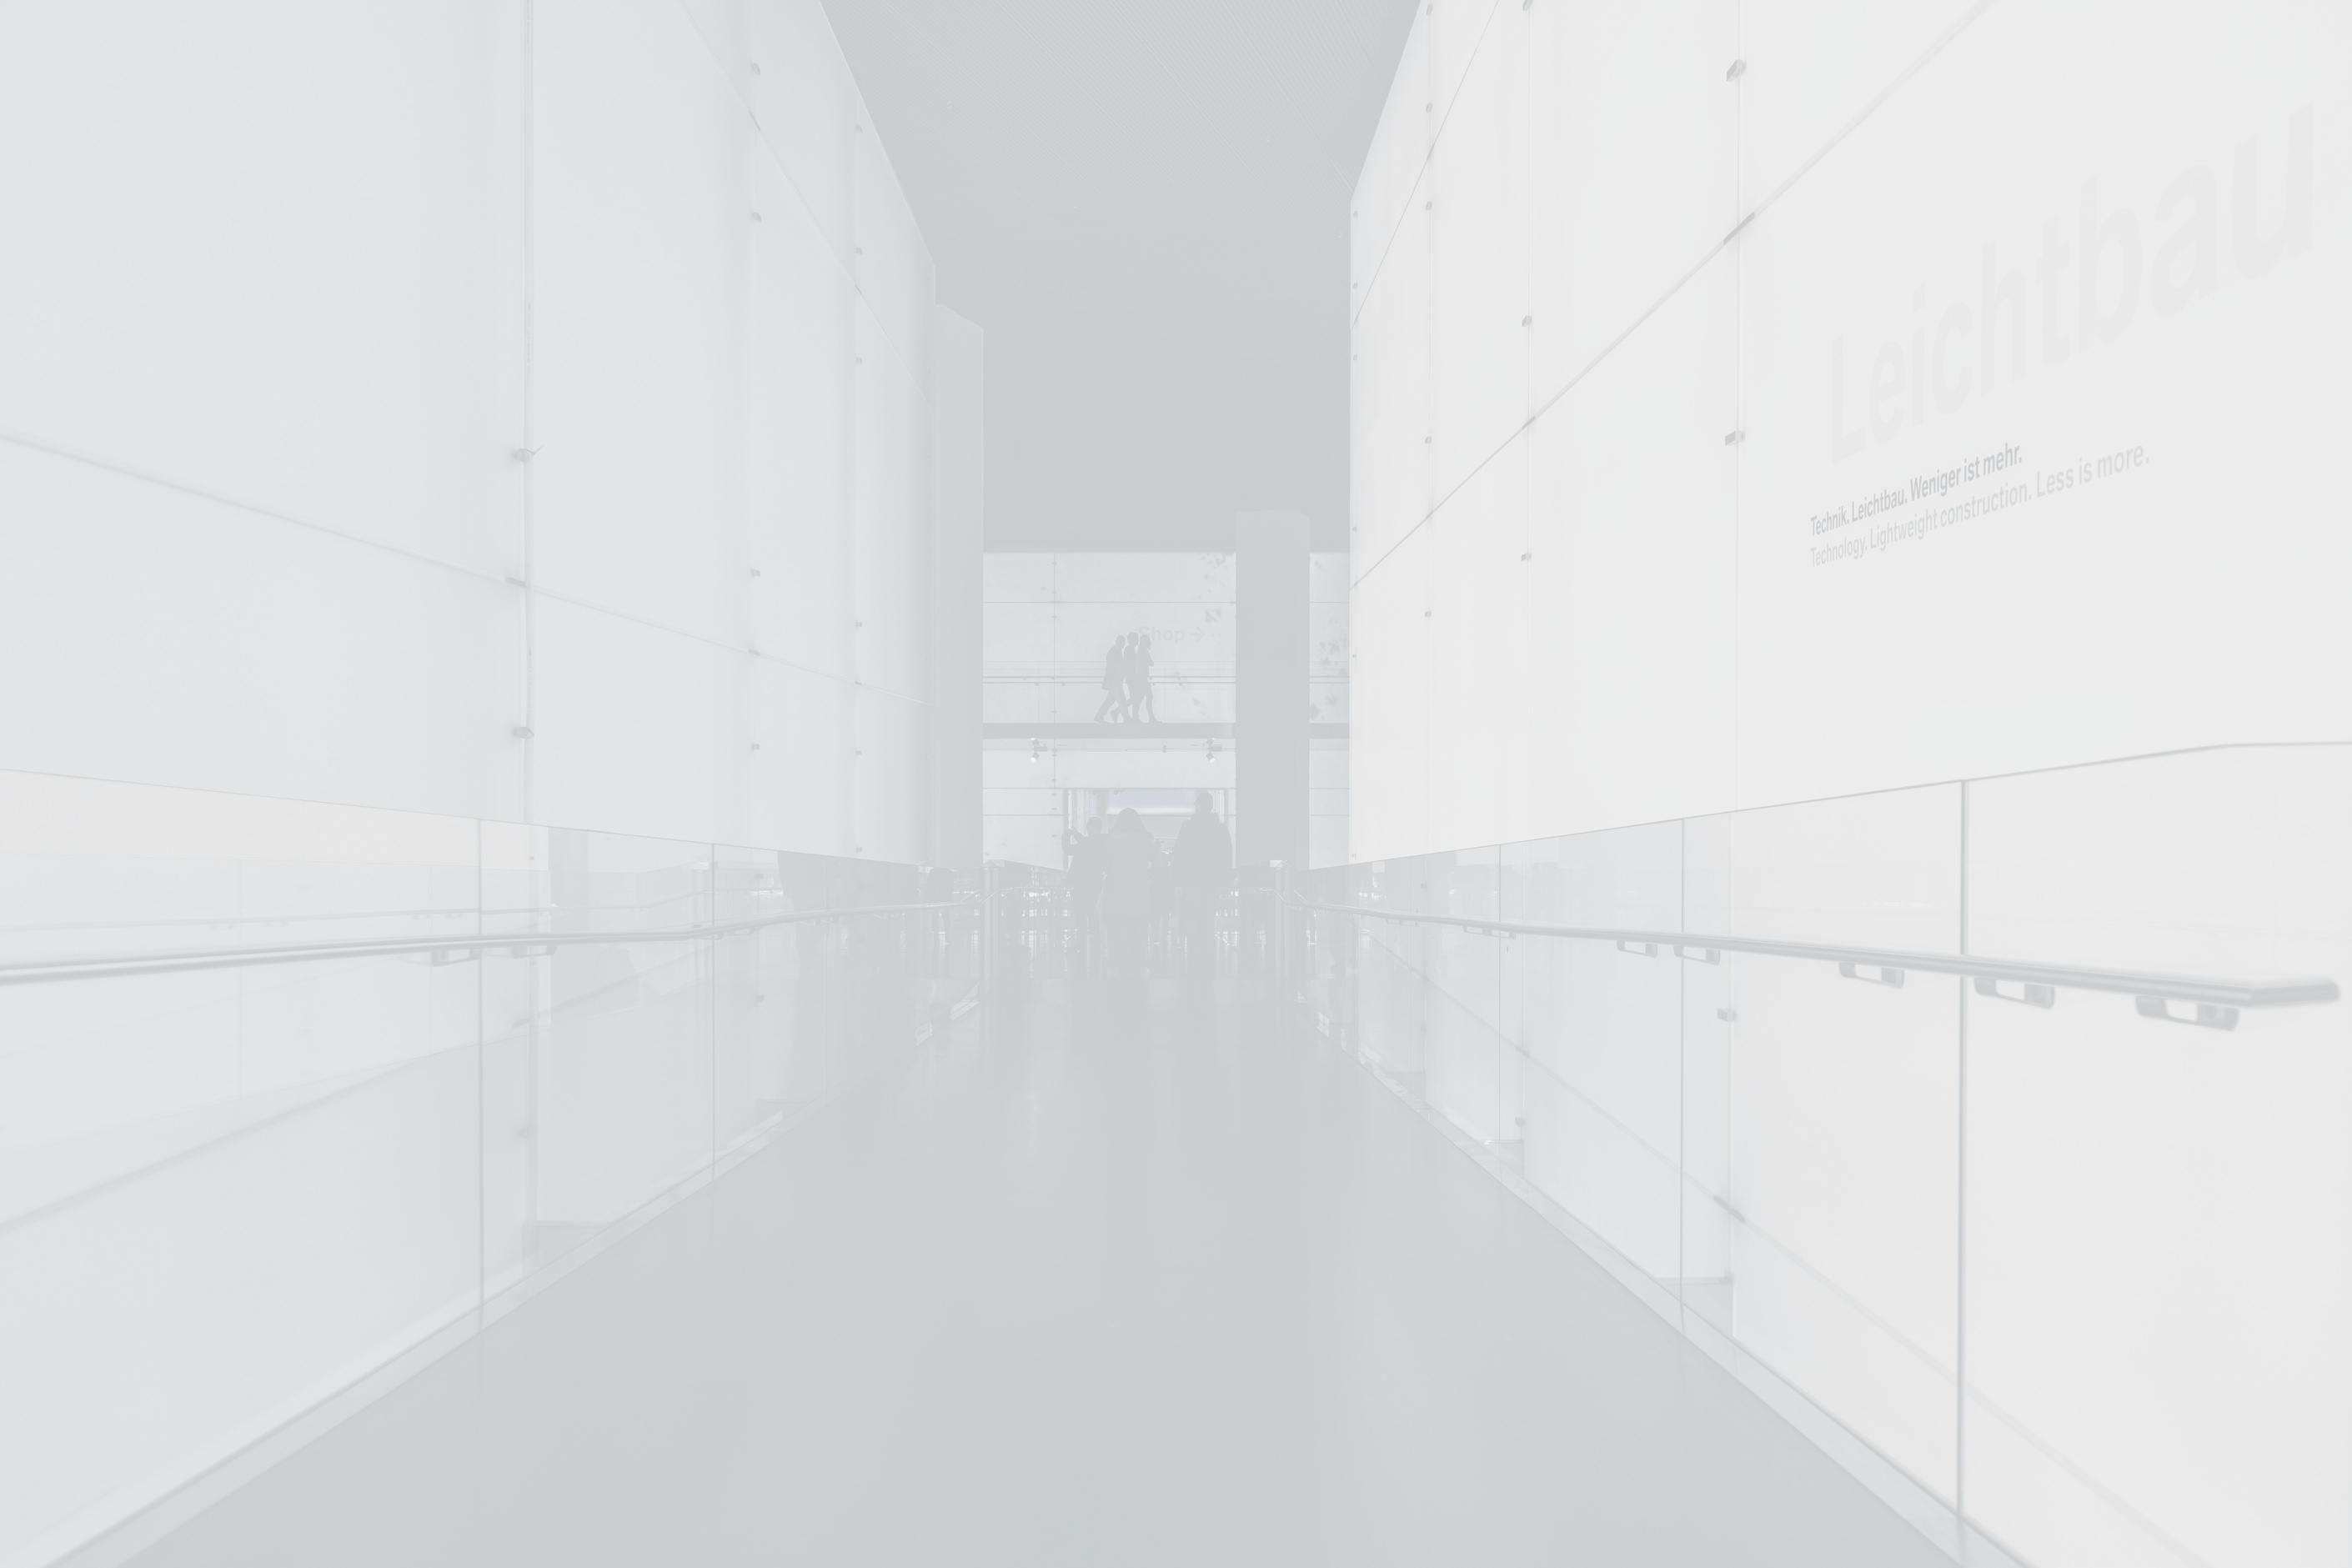 Leichtbau
Technik. Leichtbau. Weniger ist mehr.
Technology. Lightweight construction. Less is more.
Shop →